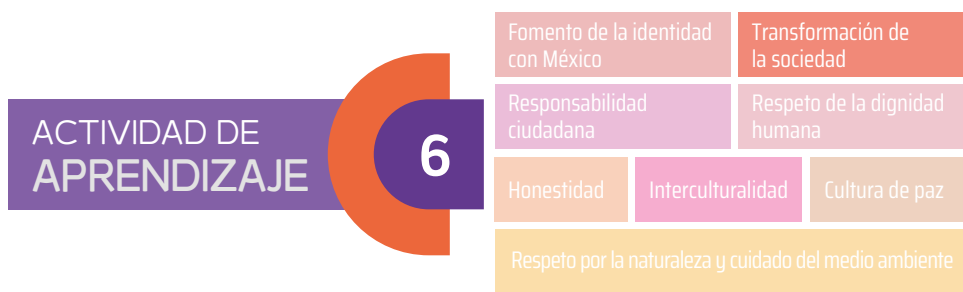 ACTIVIDAD DE
APRENDIZAJE
6
Fomento de la identidad
con México
Transformación de
la sociedad
Responsabilidad
ciudadana
Respeto de la dignidad
humana
Honestidad
Interculturalidad
Cultura de paz
Respeto por la naturaleza y cuidado del medio ambiente